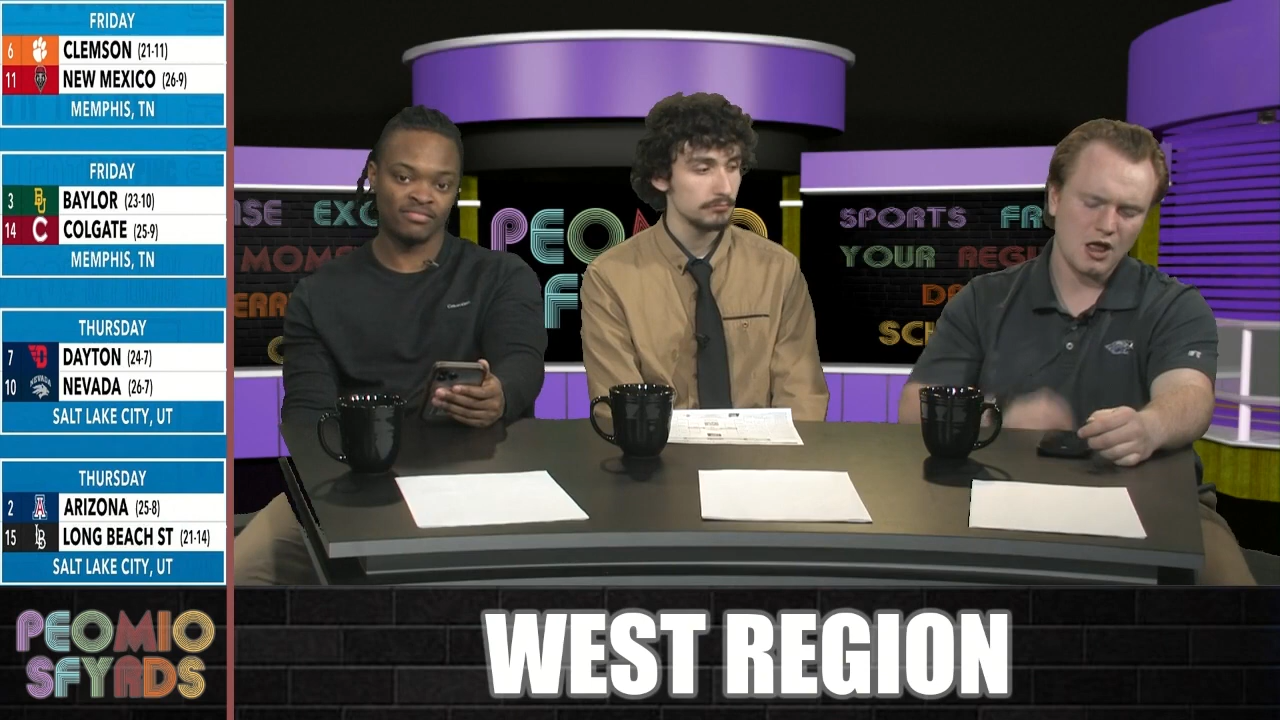 FRIDAY
6 CLEMSON (21-11)
11 NEW MEXICO (26-9)
MEMPHIS, TN
FRIDAY
3 BAYLOR (23-10)
14 COLGATE (25-9)
MEMPHIS, TN
THURSDAY
7 DAYTON (24-7)
10 NEVADA (26-7)
SALT LAKE CITY, UT
THURSDAY
2 ARIZONA (25-8)
15 LONG BEACH ST (21-14)
SALT LAKE CITY, UT
PEOMIO
SFYRDS
SPORTS
YOUR
WEST REGION